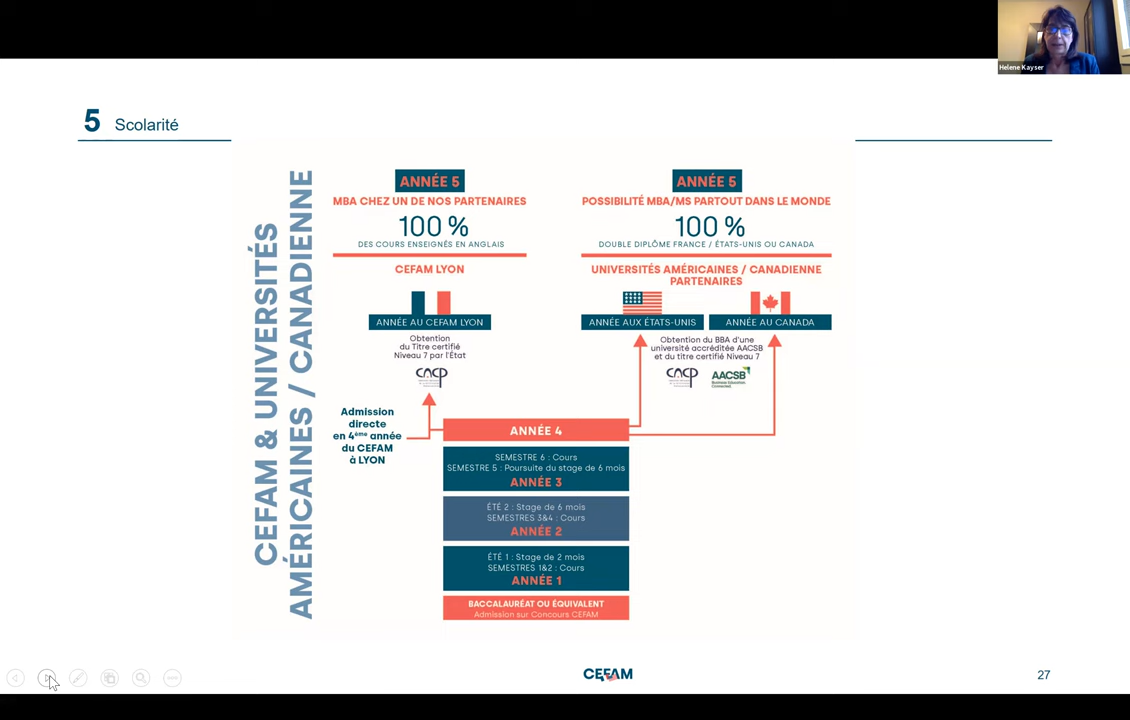 Helene Kayser
5 Scolarité
CEFAM & UNIVERSITÉS
AMÉRICAINES / CANADIENNE
ANNÉE 5
MBA CHEZ UN DE NOS PARTENAIRES
100 %
DES COURS ENSEIGNÉS EN ANGLAIS
CEFAM LYON
ANNÉE AU CEFAM LYON
Obtention
du Titre certifié
Niveau 7 par l'État
CNCP
ANNÉE 5
POSSIBILITÉ MBA/MS PARTOUT DANS LE MONDE
100 %
DOUBLE DIPLÔME FRANCE / ÉTATS-UNIS OU CANADA
UNIVERSITÉS AMÉRICAINES / CANADIENNE
PARTENAIRES
ANNÉE AUX ÉTATS-UNIS
ANNÉE AU CANADA
Obtention du BBA d'une
université accréditée AACSB
et du titre certifié Niveau 7
CNCP
AACSB
Business Education,
Connected
Admission
directe
en 4ème année
du CEFAM
à LYON
ANNÉE 4
SEMESTRE 6 : Cours
SEMESTRE 5 : Poursuite du stage de 6 mois
ANNÉE 3
ÉTÉ 2 : Stage de 6 mois
SEMESTRES 3&4 : Cours
ANNÉE 2
ÉTÉ 1 : Stage de 2 mois
SEMESTRES 1&2 : Cours
ANNÉE 1
BACCALAURÉAT OU ÉQUIVALENT
Admission sur Concours CEFAM
CEFAM
27